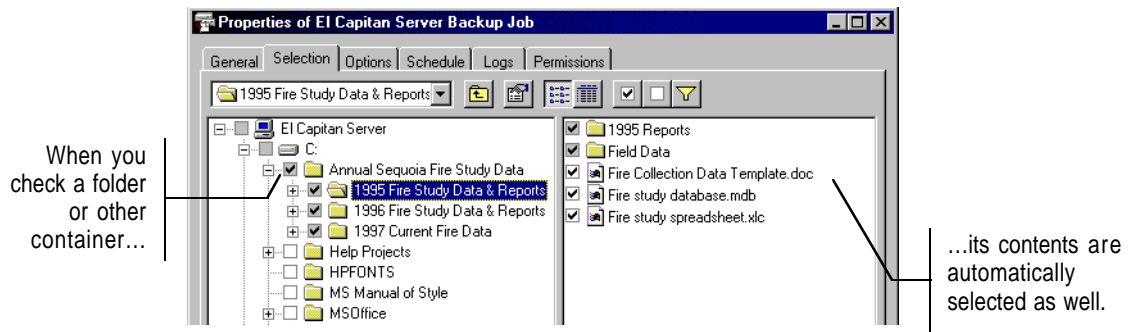 Properties of El Capitan Server Backup Job
General Selection Options Schedule Logs Permissions
1995 Fire Study Data & Reports
El Capitan Server
C:
Annual Sequoia Fire Study Data
1995 Fire Study Data & Reports
1996 Fire Study Data & Reports
1997 Current Fire Data
Help Projects
HPFONTS
MS Manual of Style
MSOffice
1995 Reports
Field Data
Fire Collection Data Template.doc
Fire study database.mdb
Fire study spreadsheet.xlc
When you
check a folder
or other
container…
…its contents are
automatically
selected as well.